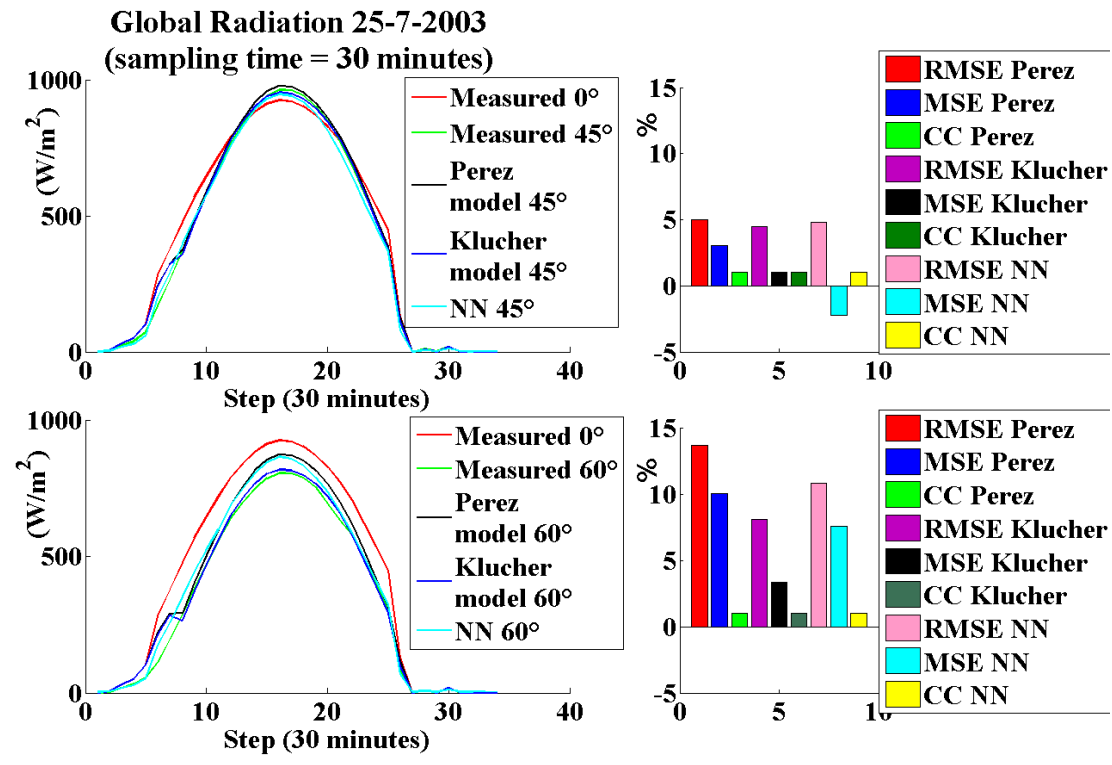 Global Radiation 25-7-2003
(sampling time = 30 minutes)
(W/m2)
1000
500
0
0
10
20
30
40
Step (30 minutes)
Measured 0°
Measured 45°
Perez
model 45°
Klucher
model 45°
NN 45°
%
15
10
5
0
-5
0
5
10
RMSE Perez
MSE Perez
CC Perez
RMSE Klucher
MSE Klucher
CC Klucher
RMSE NN
MSE NN
CC NN
(W/m2)
1000
500
0
0
10
20
30
40
Step (30 minutes)
Measured 0°
Measured 60°
Perez
model 60°
Klucher
model 60°
NN 60°
%
15
10
5
0
-5
0
5
10
RMSE Perez
MSE Perez
CC Perez
RMSE Klucher
MSE Klucher
CC Klucher
RMSE NN
MSE NN
CC NN